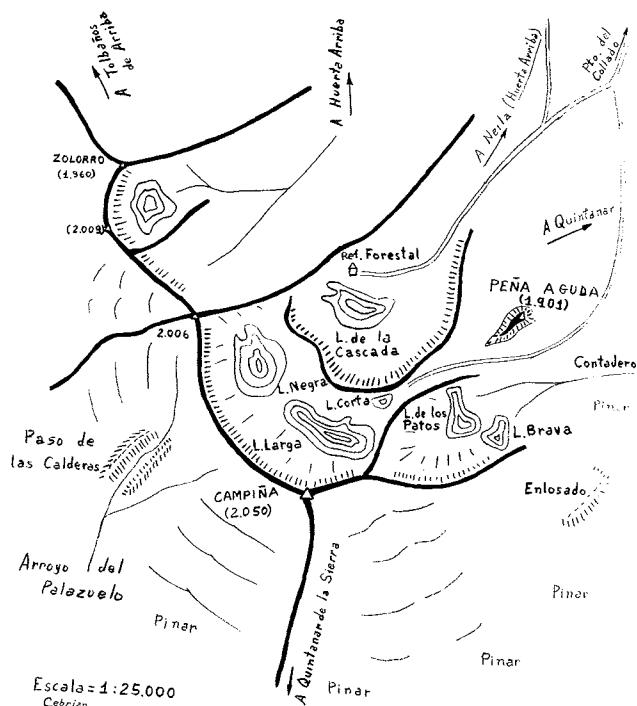 A Tolbeños
de Arriba
A Huerta Arriba
A Neila (Huerta Arriba)
Pto. del
Collado
ZOLORRO
(1.960)
(2.009)
A Quintanar
Ref. Forestal
PEÑA AGUDA
(1.901)
2.006
L. de la
Cascada
Contadero
L. Negra
L. Corta
L. de los
Patos
Pinar
L. Brava
L. Larga
Paso de
las Calderas
CAMPIÑA
(2.050)
Enlosado
Arroyo del
Palazuelo
Pinar
Pinar
A Quintanar de la Sierra
Pinar
Pinar
Escala = 1:25.000
Cebrián